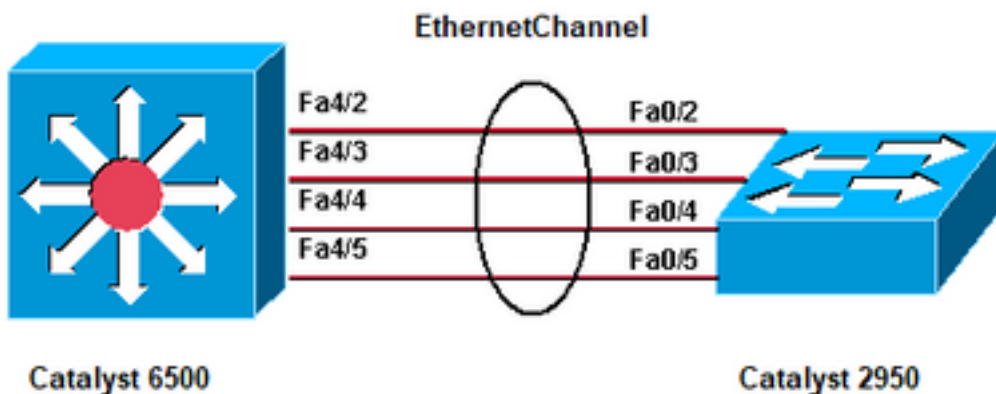 EthernetChannel
Fa4/2
Fa0/2
Fa4/3
Fa0/3
Fa4/4
Fa0/4
Fa4/5
Fa0/5
Catalyst 6500
Catalyst 2950